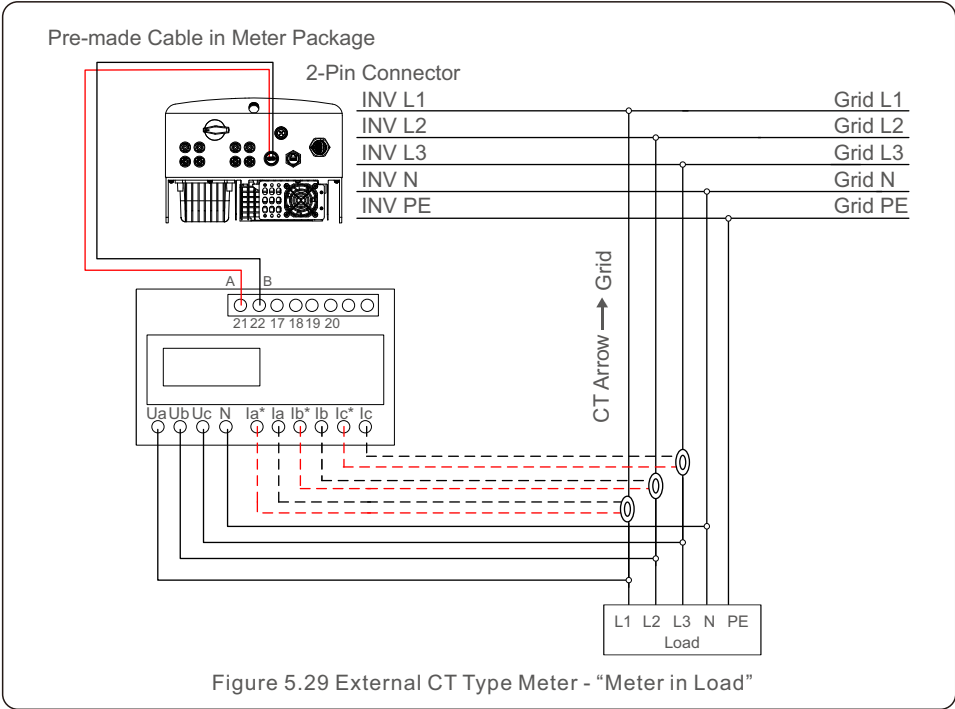 Pre-made Cable in Meter Package
2-Pin Connector
INV L1 Grid L1
INV L2 Grid L2
INV L3 Grid L3
INV N Grid N
INV PE Grid PE
A B
21 22 17 18 19 20
CT Arrow → Grid
Ua Ub Uc N Ia* Ia Ib* Ib Ic* Ic
L1 L2 L3 N PE
Load
Figure 5.29 External CT Type Meter - “Meter in Load”